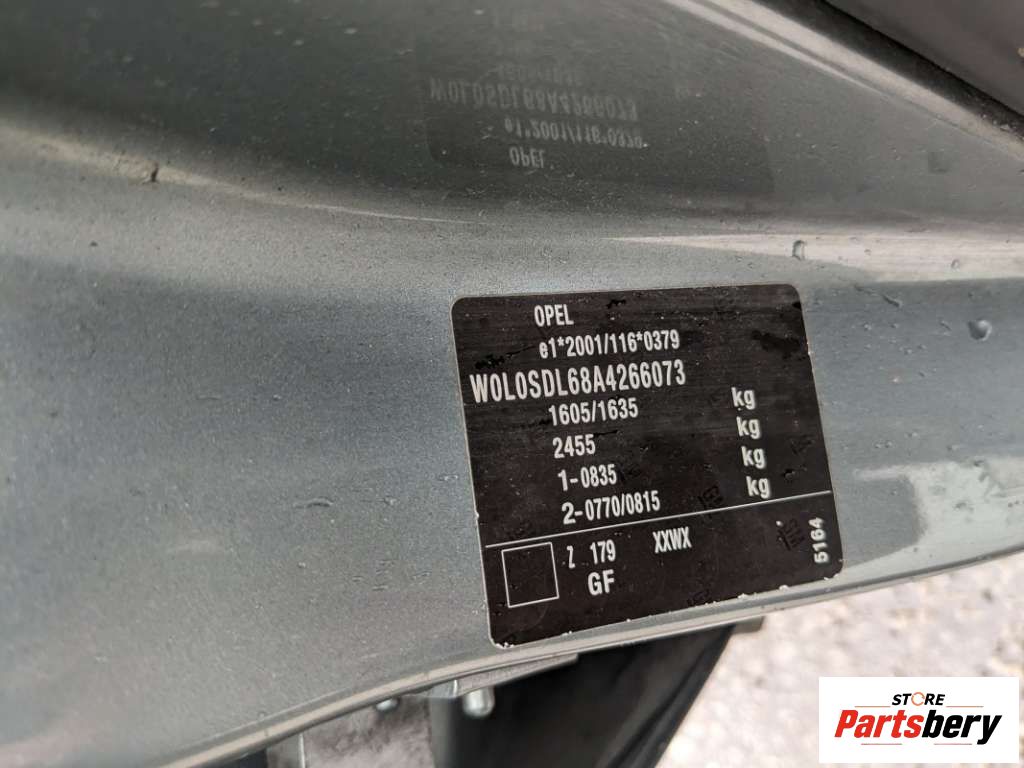 OPEL
e1*2001/116*0379
W0L0SDL68A4266073
1605/1635 kg
2455 kg
1-0835 kg
2-0770/0815 kg
Z 179 XXWX
GF
5164
STORE
Partsbery